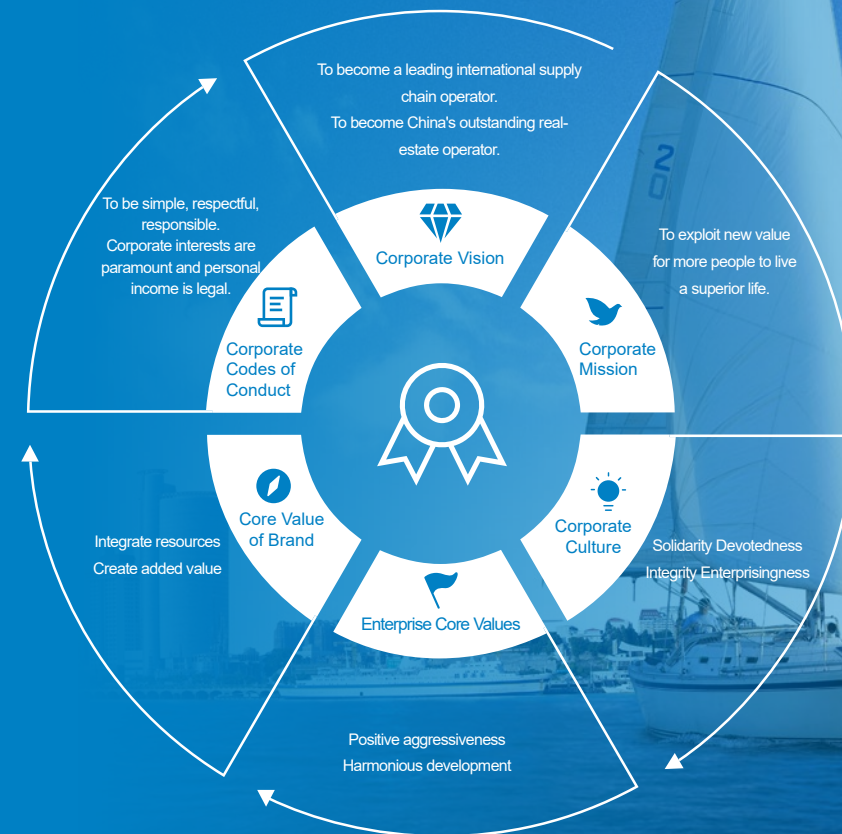 To become a leading international supply
chain operator.
To become China's outstanding real-
estate operator.
Corporate Vision
To exploit new value
for more people to live
a superior life.
Corporate
Mission
Solidarity Devotedness
Integrity Enterprisingness
Corporate
Culture
Positive aggressiveness
Harmonious development
Enterprise Core Values
Integrate resources
Create added value
Core Value
of Brand
To be simple, respectful,
responsible.
Corporate interests are
paramount and personal
income is legal.
Corporate
Codes of
Conduct